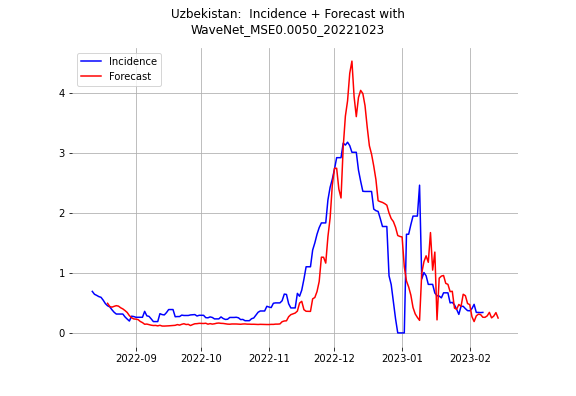 Uzbekistan:  Incidence + Forecast with
WaveNet_MSE0.0050_20221023
Incidence
Forecast
4
3
2
1
0
2022-09
2022-10
2022-11
2022-12
2023-01
2023-02